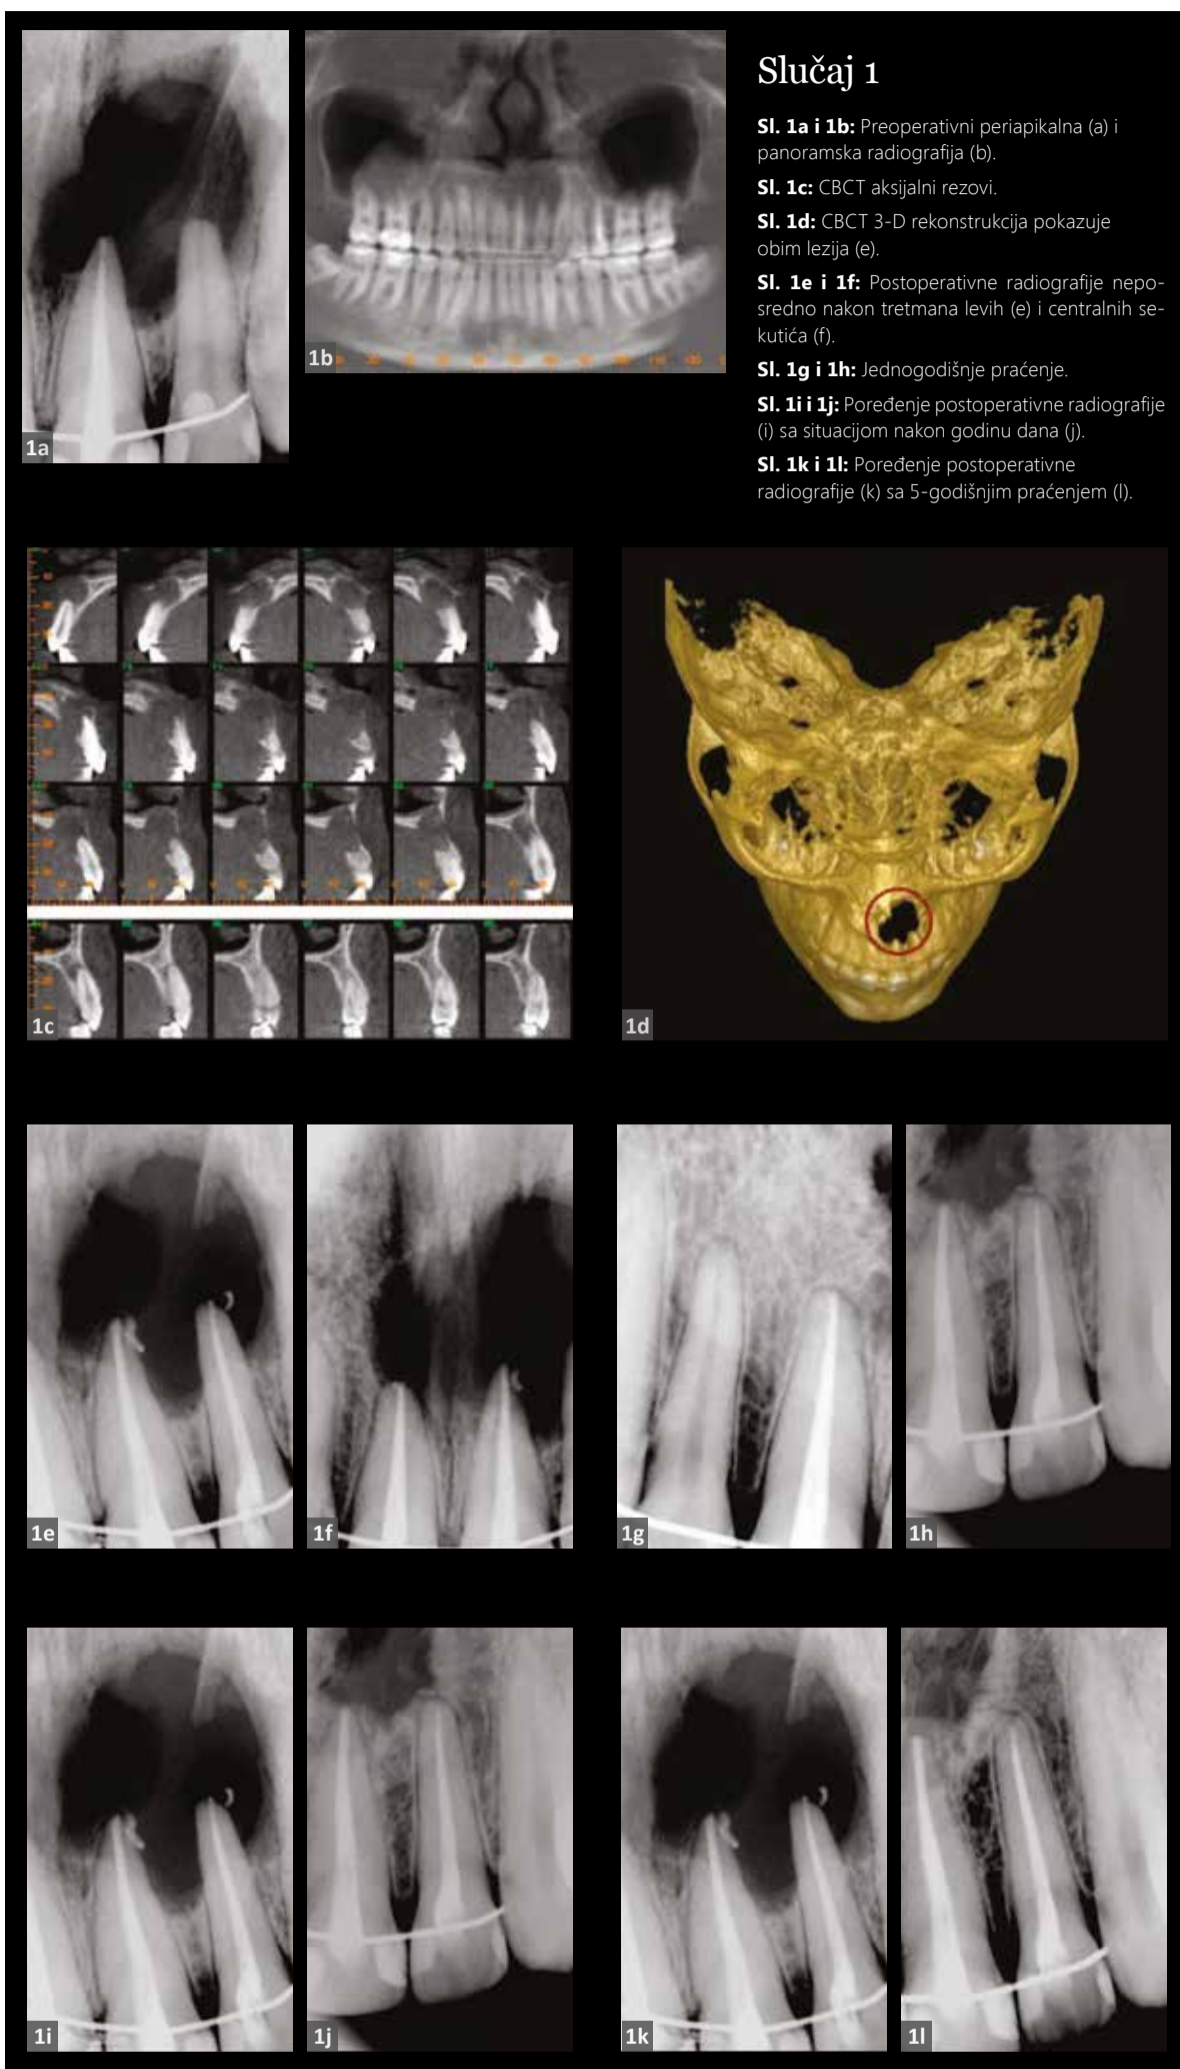 Slučaj 1
Sl. 1a i 1b: Preoperativni periapikalna (a) i
panoramska radiografija (b).
Sl. 1c: CBCT aksijalni rezovi.
Sl. 1d: CBCT 3-D rekonstrukcija pokazuje
obim lezija (e).
Sl. 1e i 1f: Postoperativne radiografije nepo-
sredno nakon tretmana levih (e) i centralnih se-
kutića (f).
Sl. 1g i 1h: Jednogodišnje praćenje.
Sl. 1i i 1j: Poređenje postoperativne radiografije
(i) sa situacijom nakon godinu dana (j).
Sl. 1k i 1l: Poređenje postoperativne
radiografije (k) sa 5-godišnjim praćenjem (l).
1a
1b
1c
1d
1e
1f
1g
1h
1i
1j
1k
1l